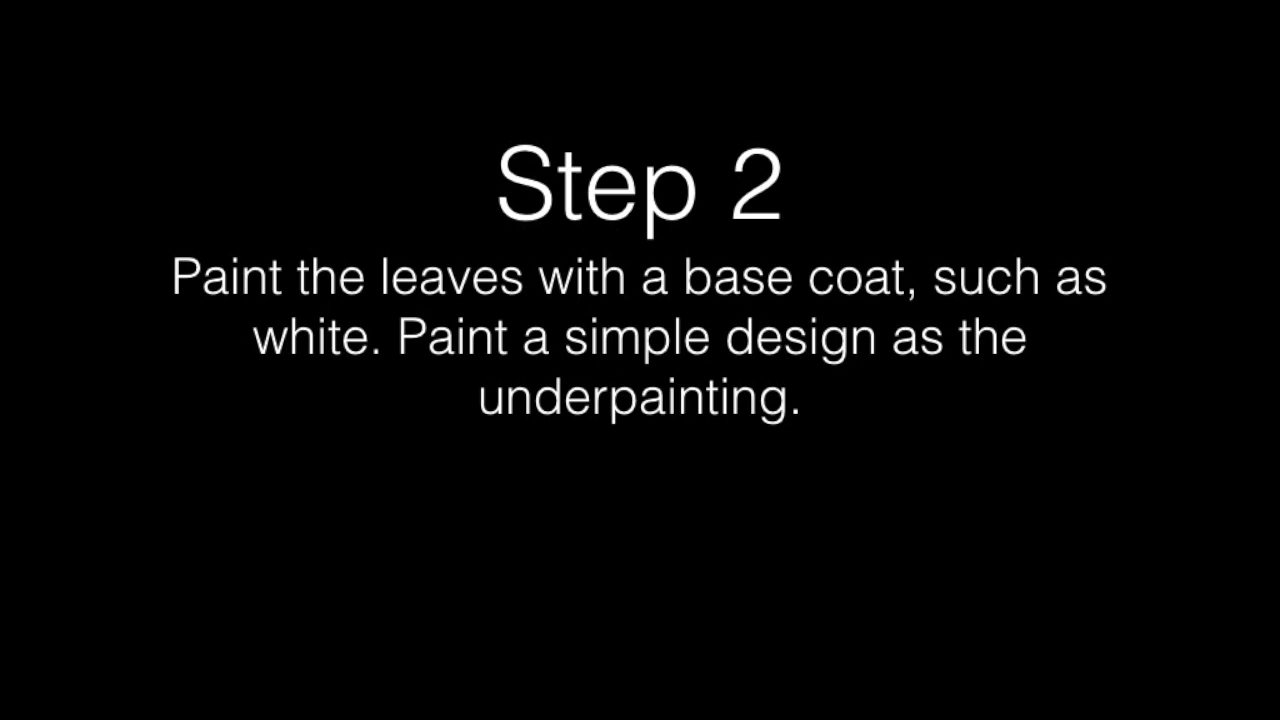 Step 2
Paint the leaves with a base coat, such as
white. Paint a simple design as the
underpainting.